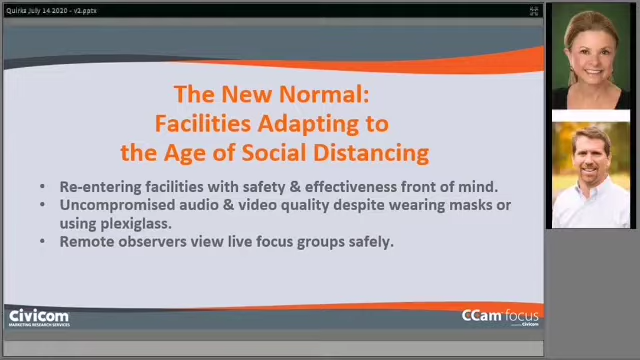 Quirks July 14 2020 - v2.pptx
The New Normal:
Facilities Adapting to
the Age of Social Distancing
• Re-entering facilities with safety & effectiveness front of mind.
• Uncompromised audio & video quality despite wearing masks or
using plexiglass.
• Remote observers view live focus groups safely.
Civicom
MARKETING RESEARCH SERVICES
CCam focus
Civicom